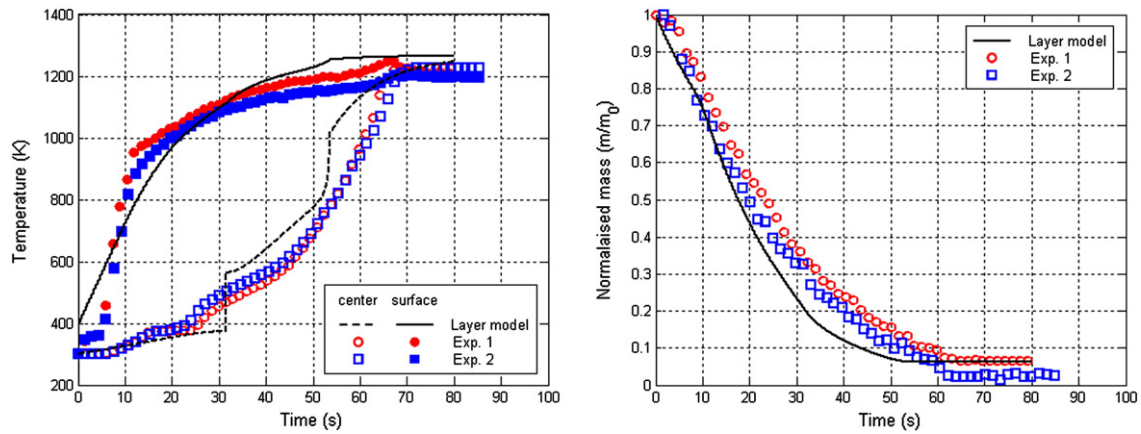 1400
1200
1000
800
600
400
200
0 10 20 30 40 50 60 70 80 90 100
Temperature (K)
Time (s)
center surface
Layer model
Exp. 1
Exp. 2
1
0.9
0.8
0.7
0.6
0.5
0.4
0.3
0.2
0.1
0
0 10 20 30 40 50 60 70 80 90 100
Normalaised mass (m/m0)
Time (s)
Layer model
Exp. 1
Exp. 2